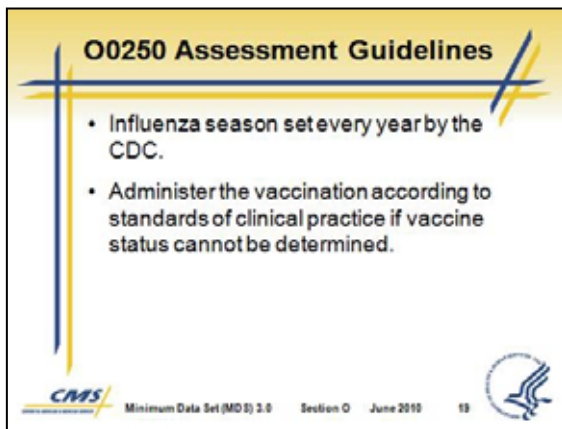 O0250 Assessment Guidelines
• Influenza season set every year by the
CDC.
• Administer the vaccination according to
standards of clinical practice if vaccine
status cannot be determined.
CMS Minimum Data Set (MDS) 3.0 Section O June 2010 19